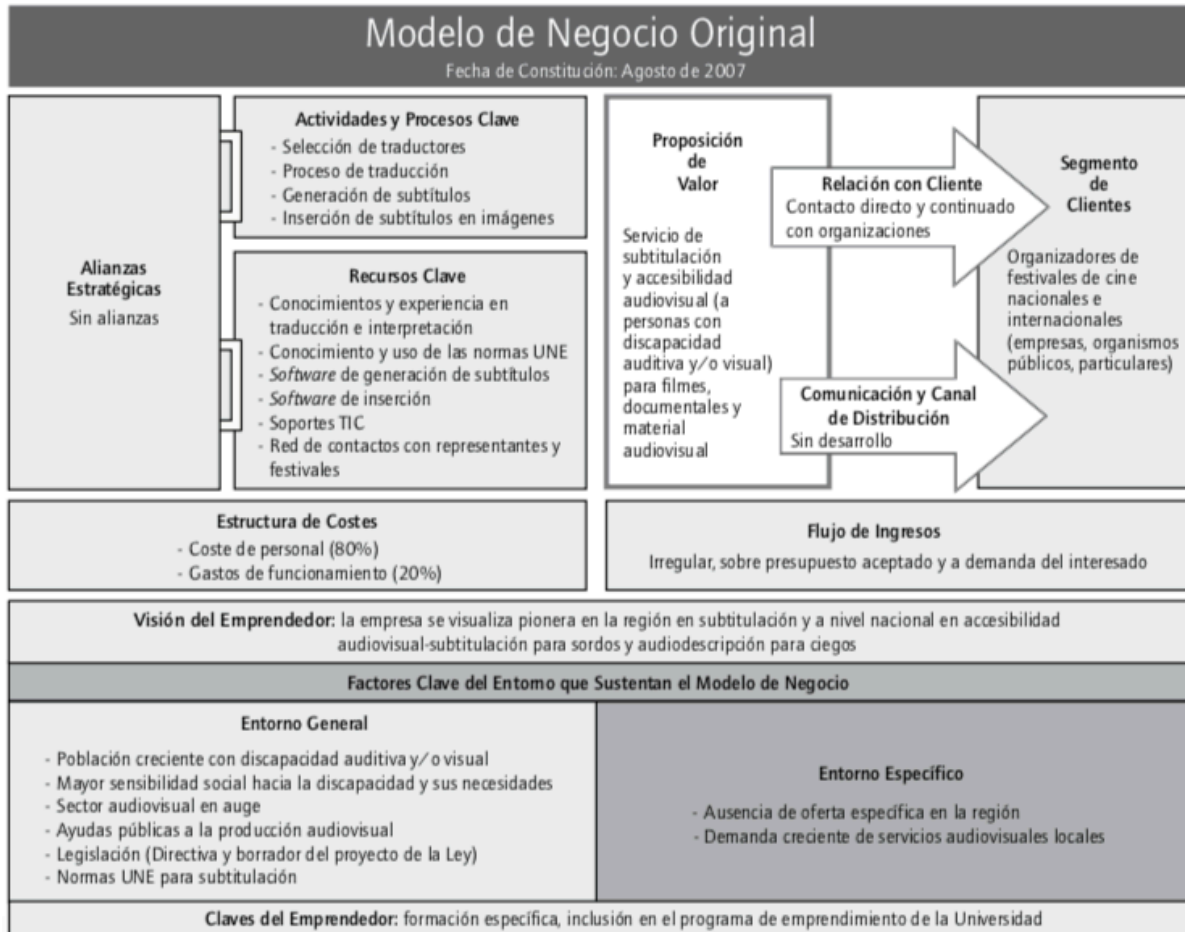 Modelo de Negocio Original
Fecha de Constitución: Agosto de 2007
Alianzas
Estratégicas
Sin alianzas
Actividades y Procesos Clave
- Selección de traductores
- Proceso de traducción
- Generación de subtítulos
- Inserción de subtítulos en imágenes
Recursos Clave
- Conocimientos y experiencia en
traducción e interpretación
- Conocimiento y uso de las normas UNE
- Software de generación de subtítulos
- Software de inserción
- Soportes TIC
- Red de contactos con representantes y
festivales
Proposición
de
Valor
Servicio de
subtitulación
y accesibilidad
audiovisual (a
personas con
discapacidad
auditiva y/o visual)
para filmes,
documentales y
material
audiovisual
Relación con Cliente
Contacto directo y continuado
con organizaciones
Comunicación y Canal
de Distribución
Sin desarrollo
Segmento
de
Clientes
Organizadores de
festivales de cine
nacionales e
internacionales
(empresas, organismos
públicos, particulares)
Estructura de Costes
- Coste de personal (80%)
- Gastos de funcionamiento (20%)
Flujo de Ingresos
Irregular, sobre presupuesto aceptado y a demanda del interesado
Visión del Emprendedor: la empresa se visualiza pionera en la región en subtitulación y a nivel nacional en accesibilidad
audiovisual-subtitulación para sordos y audiodescripción para ciegos
Factores Clave del Entorno que Sustentan el Modelo de Negocio
Entorno General
- Población creciente con discapacidad auditiva y/o visual
- Mayor sensibilidad social hacia la discapacidad y sus necesidades
- Sector audiovisual en auge
- Ayudas públicas a la producción audiovisual
- Legislación (Directiva y borrador del proyecto de la Ley)
- Normas UNE para subtitulación
Entorno Específico
- Ausencia de oferta específica en la región
- Demanda creciente de servicios audiovisuales locales
Claves del Emprendedor: formación específica, inclusión en el programa de emprendimiento de la Universidad